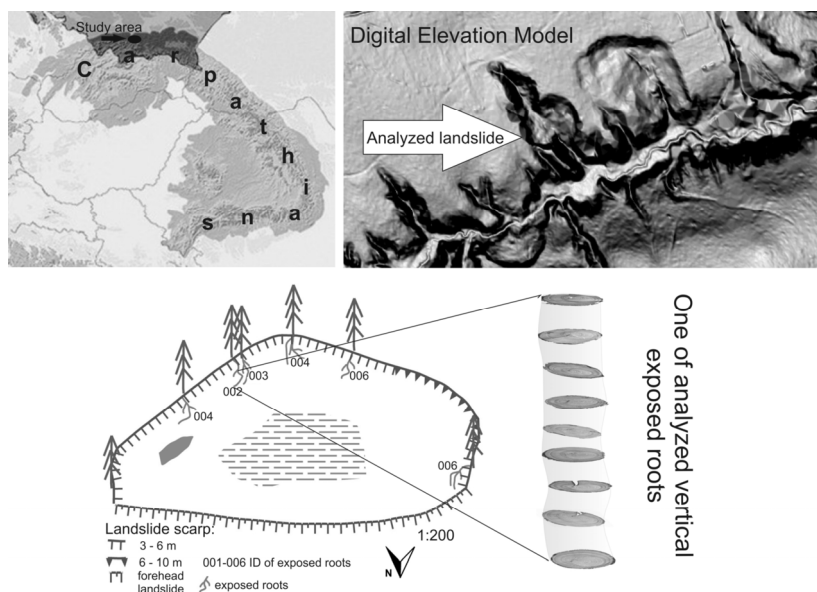 Study area
C a r p a t h i a n s
Digital Elevation Model
Analyzed landslide
004
006
003
002
004
006
One of analyzed vertical
exposed roots
Landslide scarp:
3 - 6 m
6 - 10 m
forehead
landslide
001-006 ID of exposed roots
exposed roots
N
1:200